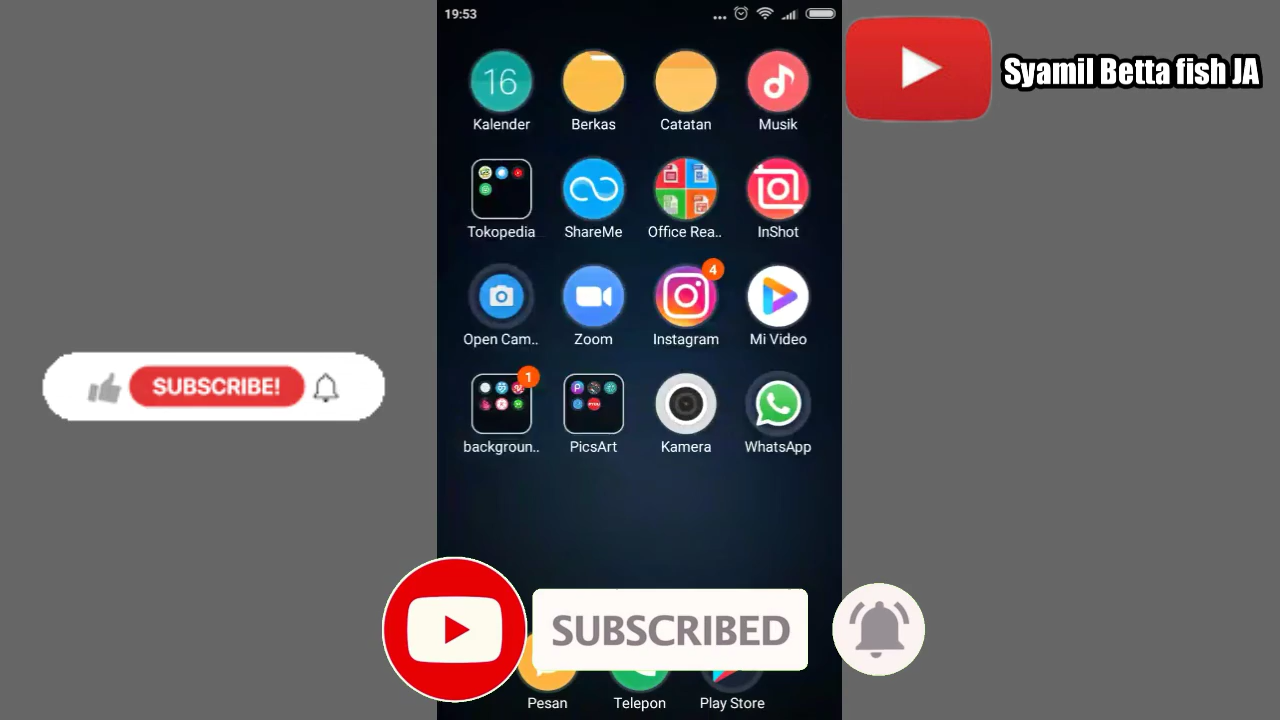 19:53
Syamil Betta fish JA
16
Kalender
Berkas
Catatan
Musik
Tokopedia
ShareMe
Office Rea..
InShot
4
Open Cam..
Zoom
Instagram
Mi Video
1
backgroun..
PicsArt
Kamera
WhatsApp
SUBSCRIBE!
SUBSCRIBED
Pesan
Telepon
Play Store